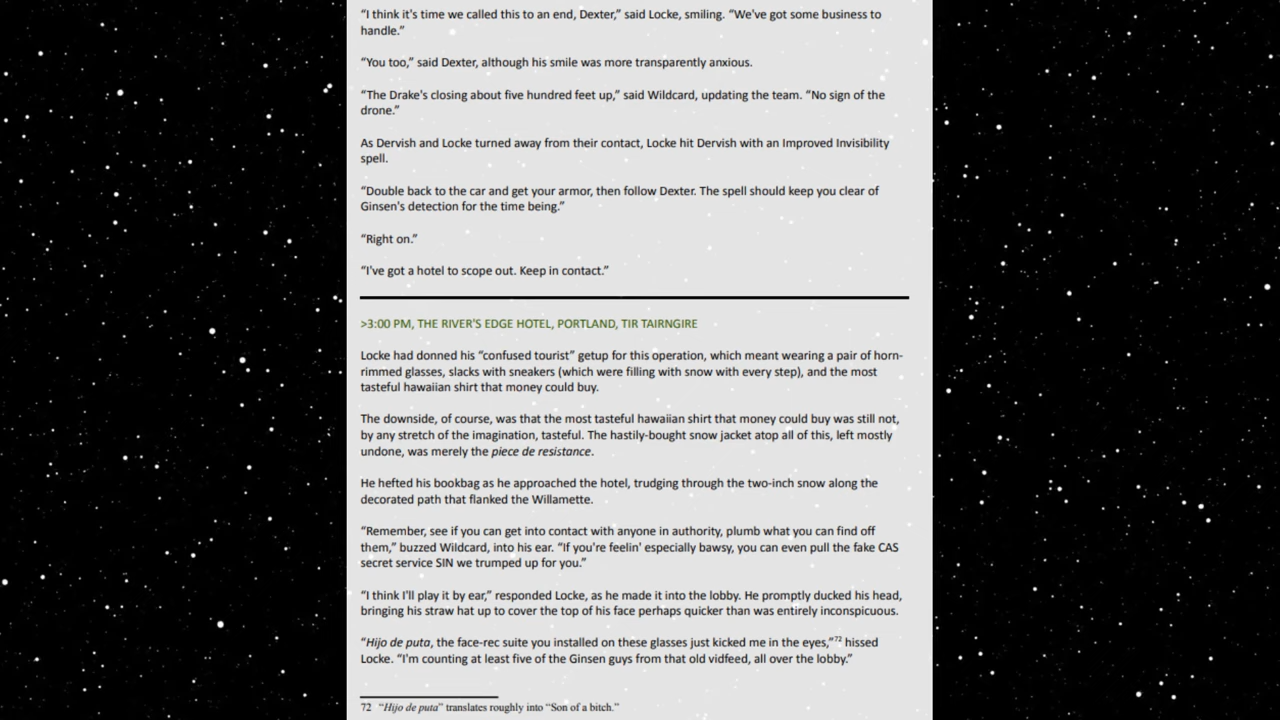 “I think it's time we called this to an end, Dexter,” said Locke, smiling. “We've got some business to
handle.”
“You too,” said Dexter, although his smile was more transparently anxious.
“The Drake's closing about five hundred feet up,” said Wildcard, updating the team. “No sign of the
drone.”
As Dervish and Locke turned away from their contact, Locke hit Dervish with an Improved Invisibility
spell.
“Double back to the car and get your armor, then follow Dexter. The spell should keep you clear of
Ginsen's detection for the time being.”
“Right on.”
“I've got a hotel to scope out. Keep in contact.”
>3:00 PM, THE RIVER'S EDGE HOTEL, PORTLAND, TIR TAIRNGIRE
Locke had donned his “confused tourist” getup for this operation, which meant wearing a pair of horn-
rimmed glasses, slacks with sneakers (which were filling with snow with every step), and the most
tasteful hawaiian shirt that money could buy.
The downside, of course, was that the most tasteful hawaiian shirt that money could buy was still not,
by any stretch of the imagination, tasteful. The hastily-bought snow jacket atop all of this, left mostly
undone, was merely the piece de resistance.
He hefted his bookbag as he approached the hotel, trudging through the two-inch snow along the
decorated path that flanked the Willamette.
“Remember, see if you can get into contact with anyone in authority, plumb what you can find off
them,” buzzed Wildcard, into his ear. “If you're feelin' especially bawsy, you can even pull the fake CAS
secret service SIN we trumped up for you.”
“I think I'll play it by ear,” responded Locke, as he made it into the lobby. He promptly ducked his head,
bringing his straw hat up to cover the top of his face perhaps quicker than was entirely inconspicuous.
“Hijo de puta, the face-rec suite you installed on these glasses just kicked me in the eyes,”72 hissed
Locke. “I'm counting at least five of the Ginsen guys from that old vidfeed, all over the lobby.”
72 “Hijo de puta” translates roughly into “Son of a bitch.”